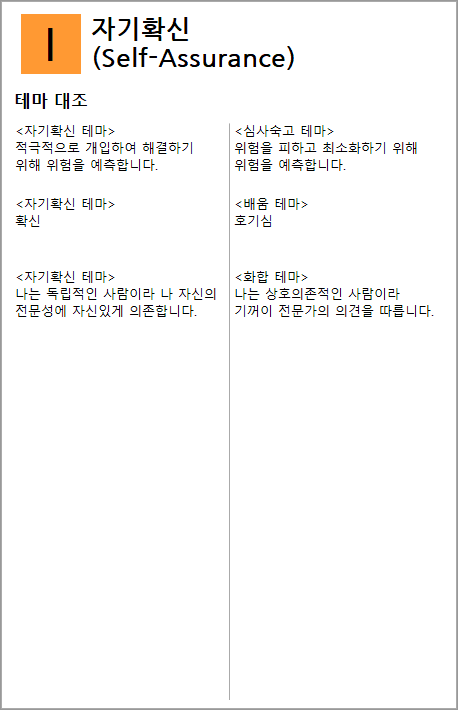 I
자기확신
(Self-Assurance)
테마 대조
<자기확신 테마>
적극적으로 개입하여 해결하기
위해 위험을 예측합니다.
<심사숙고 테마>
위험을 피하고 최소화하기 위해
위험을 예측합니다.
<자기확신 테마>
확신
<배움 테마>
호기심
<자기확신 테마>
나는 독립적인 사람이라 나 자신의
전문성에 자신있게 의존합니다.
<화합 테마>
나는 상호의존적인 사람이라
기꺼이 전문가의 의견을 따릅니다.